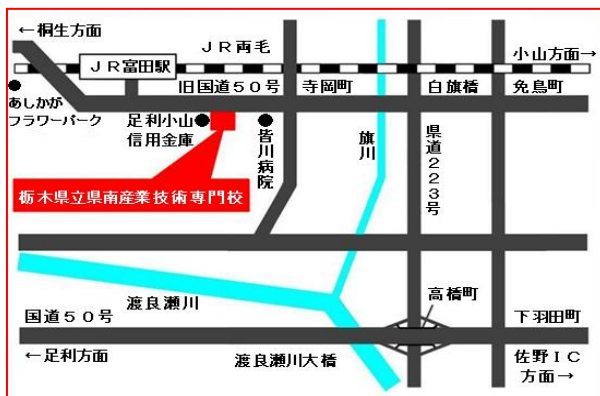 ←桐生方面
ＪＲ両毛
小山方面→
ＪＲ富田駅
旧国道５０号
寺岡町
白旗橋
免鳥町
あしかが
フラワーパーク
足利小山
信用金庫
皆川病院
旗川
県道２２３号
栃木県立県南産業技術専門校
渡良瀬川
高橋町
国道５０号
下羽田町
←足利方面
渡良瀬川大橋
佐野ＩＣ
方面→